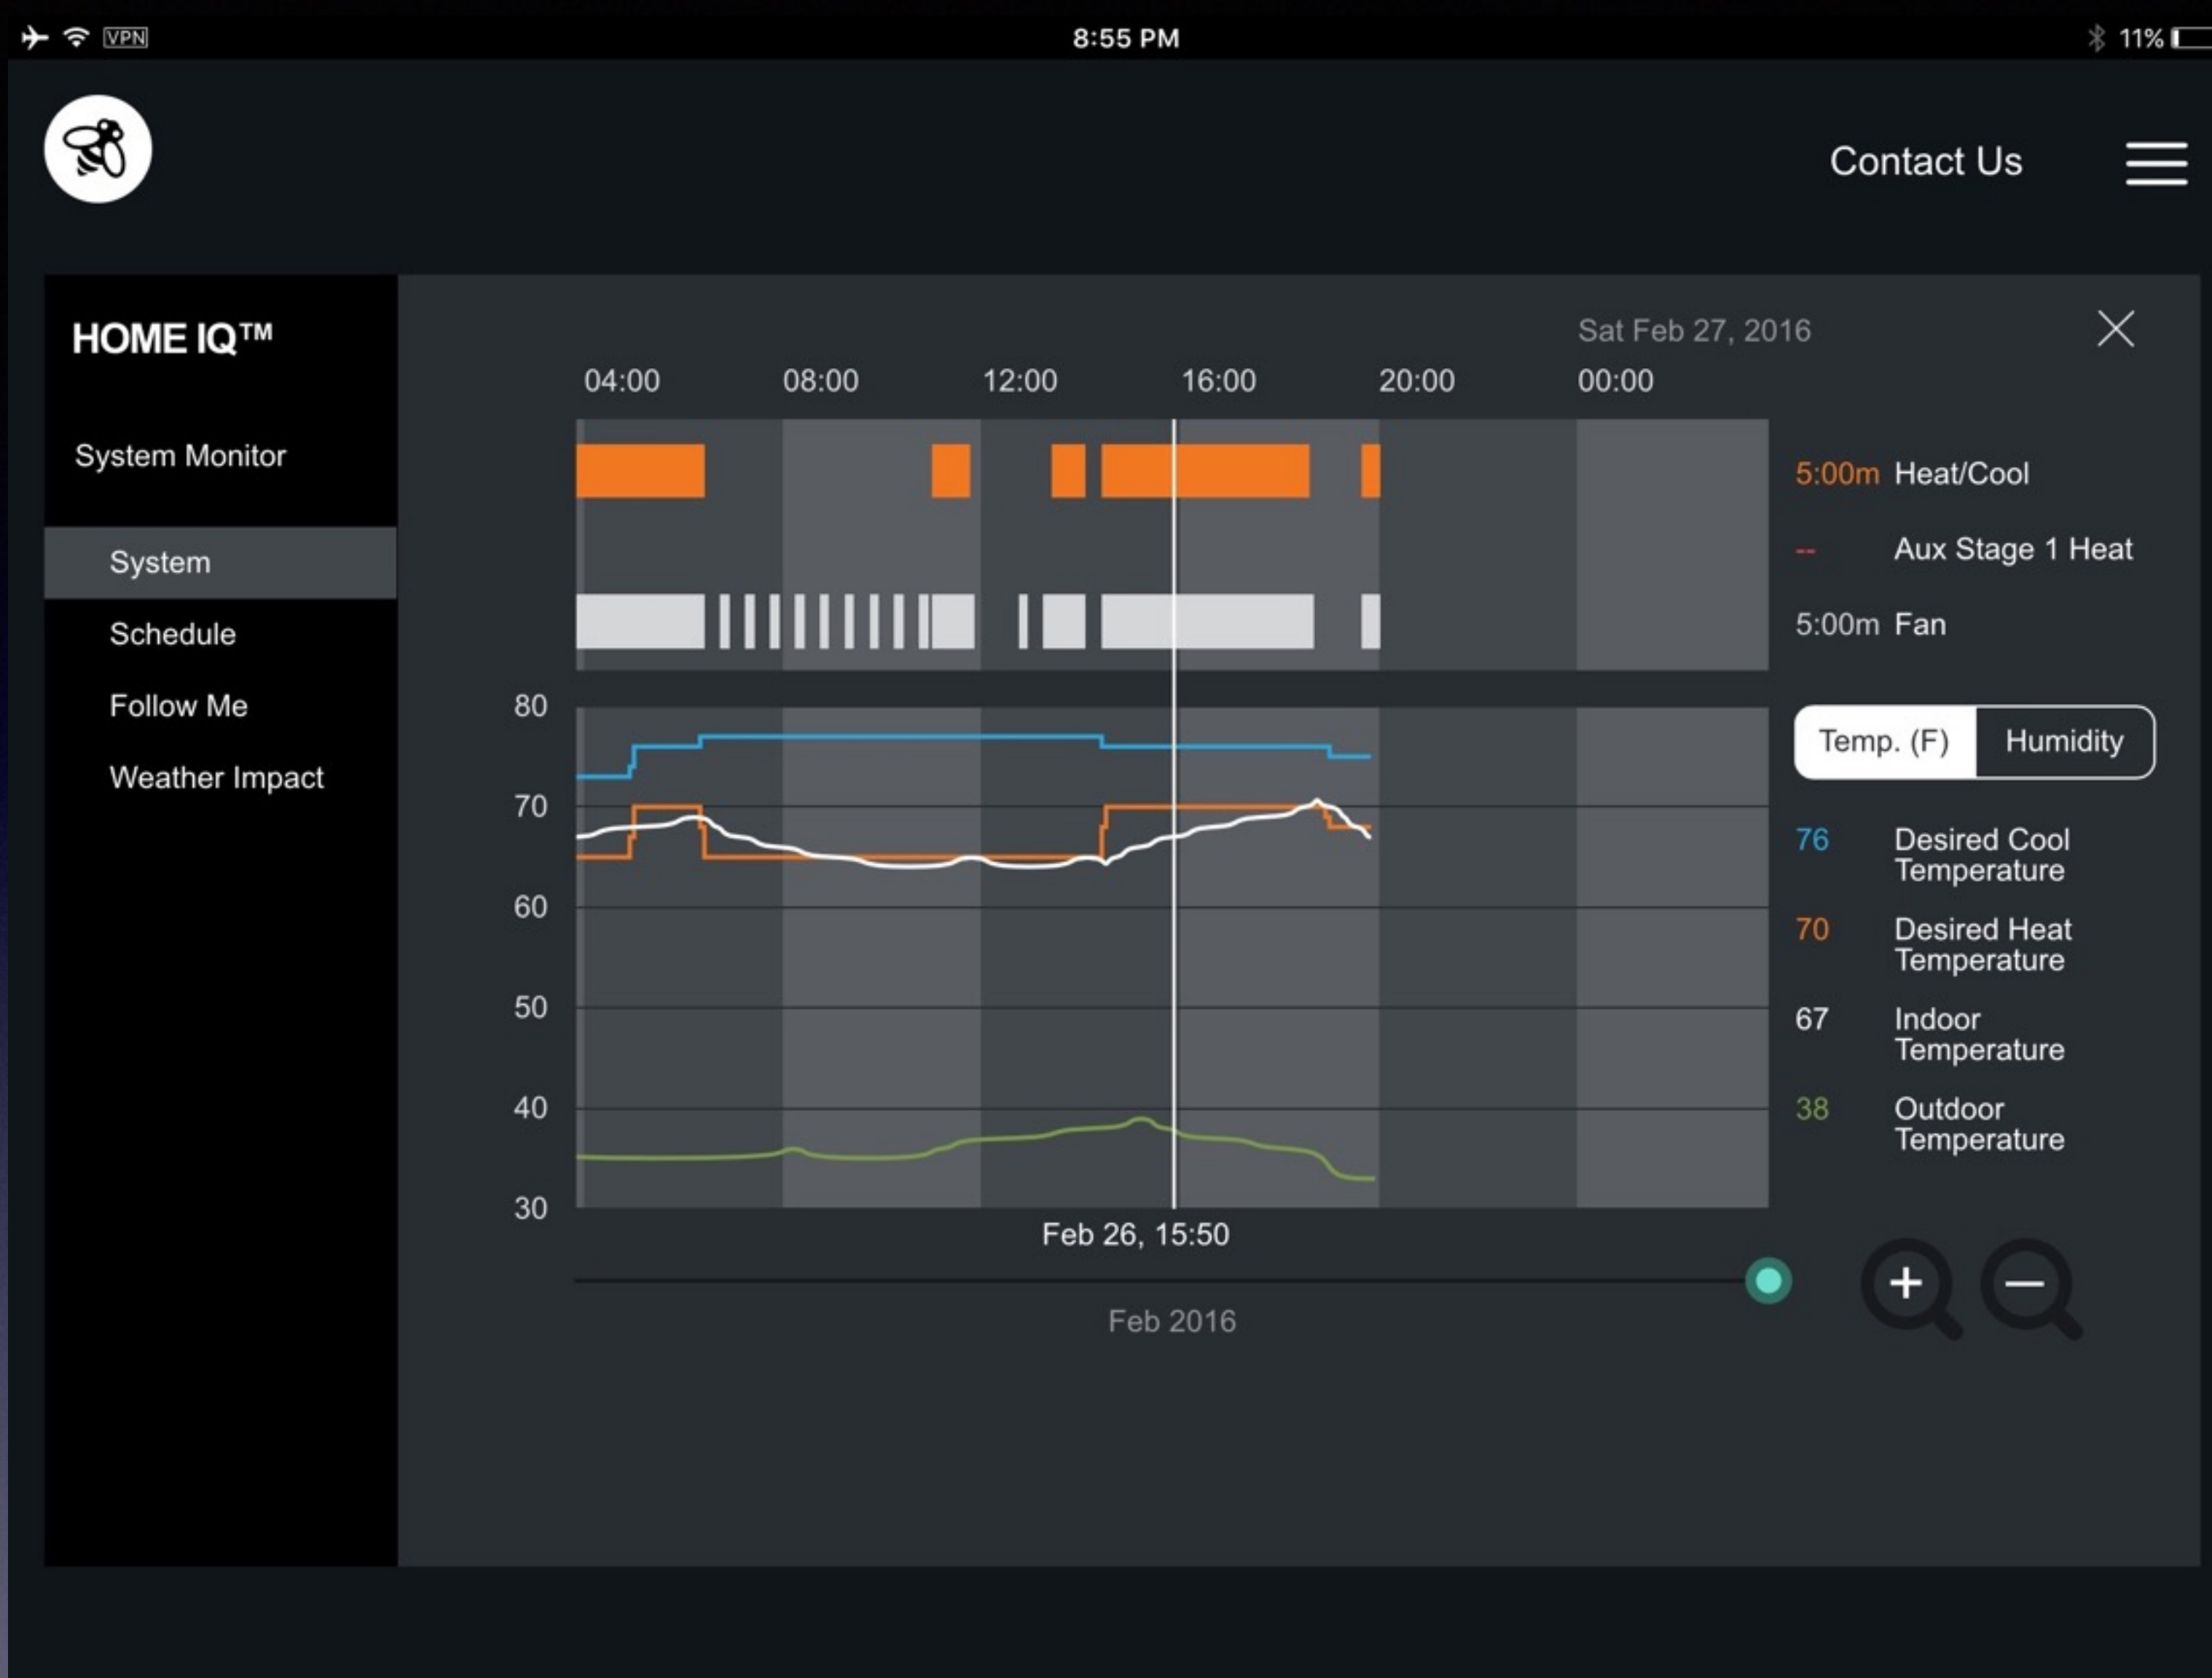 VPN
8:55 PM
11%
Contact Us
HOME IQ™
System Monitor
System
Schedule
Follow Me
Weather Impact
Sat Feb 27, 2016
04:00 08:00 12:00 16:00 20:00 00:00
5:00m Heat/Cool
-- Aux Stage 1 Heat
5:00m Fan
80
70
60
50
40
30
Temp. (F) Humidity
76 Desired Cool
Temperature
70 Desired Heat
Temperature
67 Indoor
Temperature
38 Outdoor
Temperature
Feb 26, 15:50
Feb 2016